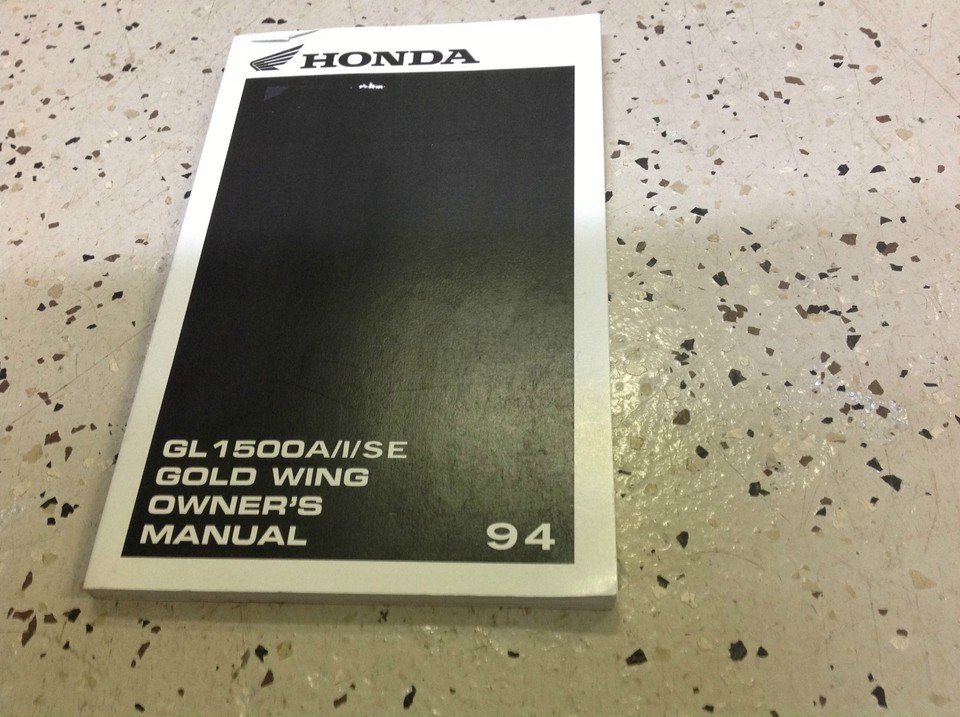 HONDA
GL1500A/I/SE
GOLD WING
OWNER'S
MANUAL
94